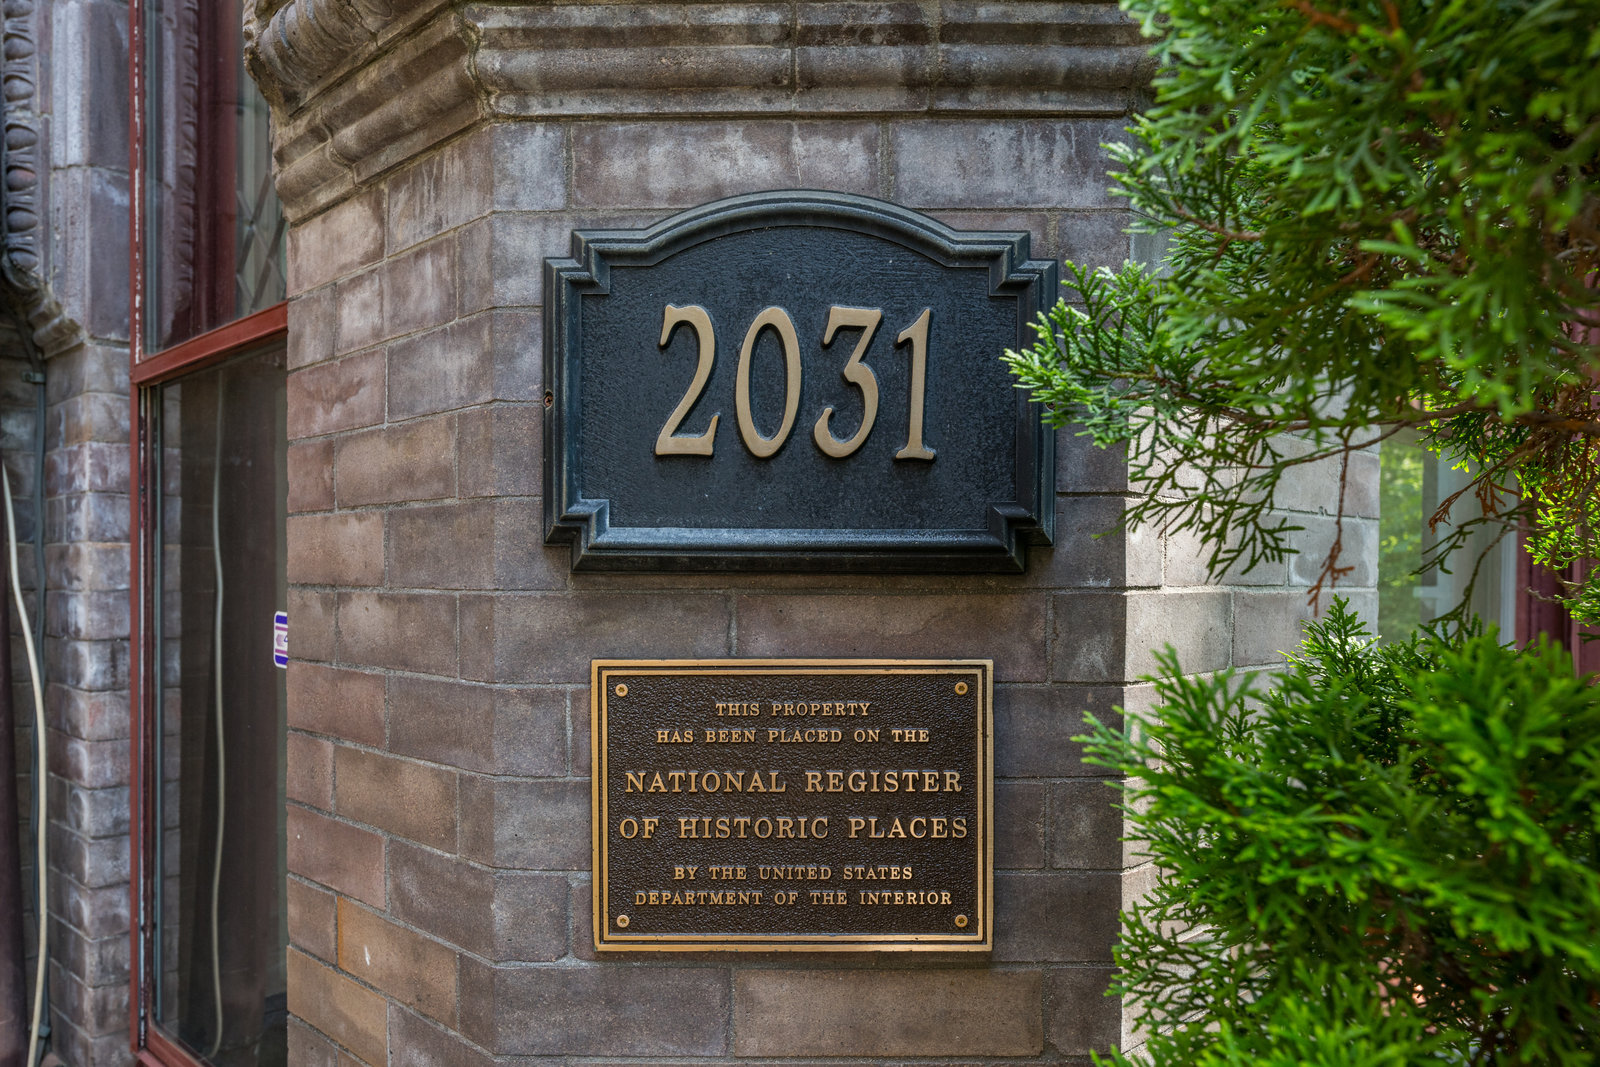 2031
THIS PROPERTY
HAS BEEN PLACED ON THE
NATIONAL REGISTER
OF HISTORIC PLACES
BY THE UNITED STATES
DEPARTMENT OF THE INTERIOR